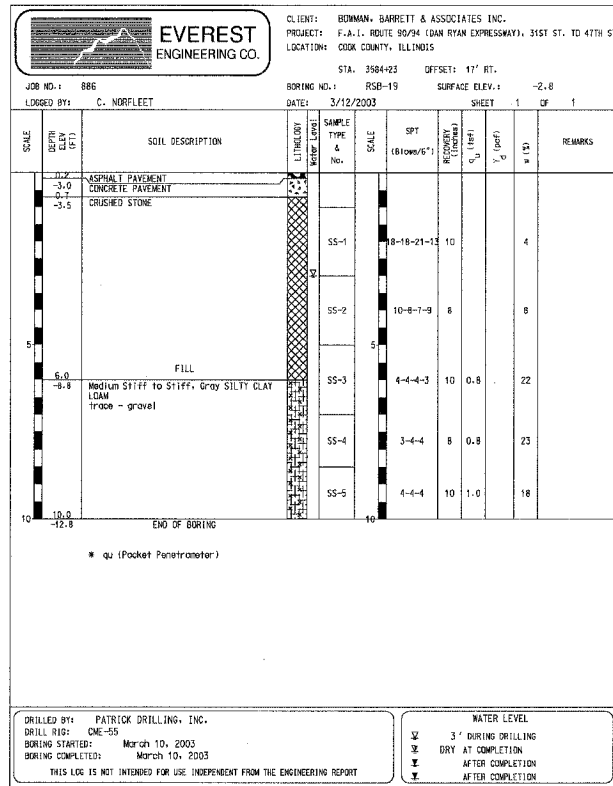 EVEREST
ENGINEERING CO.
CLIENT: BOWMAN, BARRETT & ASSOCIATES INC.
PROJECT: F.A.I. ROUTE 90/94 (DAN RYAN EXPRESSWAY), 31ST ST. TO 47TH S
LOCATION: COOK COUNTY, ILLINOIS
STA. 3584+23 OFFSET: 17' RT.
JOB NO.: 886
BORING NO.: RSB-19 SURFACE ELEV.: -2.8
LOGGED BY: C. NORFLEET
DATE: 3/12/2003 SHEET 1 OF 1
SCALE
DEPTH
ELEV
(FT)
SOIL DESCRIPTION
LITHOLOGY
Water Level
SAMPLE
TYPE
&
No.
SCALE
SPT
(Blows/6")
RECOVERY
(inches)
q u (tsf)
γ d (pcf)
w (%)
REMARKS
0.2 ASPHALT PAVEMENT
-3.0 CONCRETE PAVEMENT
0.7
-3.5 CRUSHED STONE
SS-1 18-18-21-13 10 4
SS-2 10-8-7-9 8 8
5 5
FILL
6.0
-8.8 Medium Stiff to Stiff, Gray SILTY CLAY
LOAM
trace - gravel
SS-3 4-4-4-3 10 0.8 22
SS-4 3-4-4 8 0.8 23
SS-5 4-4-4 10 1.0 18
10 10.0 10
-12.8 END OF BORING
* qu (Pocket Penetrometer)
DRILLED BY: PATRICK DRILLING, INC.
DRILL RIG: CME-55
BORING STARTED: March 10, 2003
BORING COMPLETED: March 10, 2003
THIS LOG IS NOT INTENDED FOR USE INDEPENDENT FROM THE ENGINEERING REPORT
WATER LEVEL
3' DURING DRILLING
DRY AT COMPLETION
AFTER COMPLETION
AFTER COMPLETION